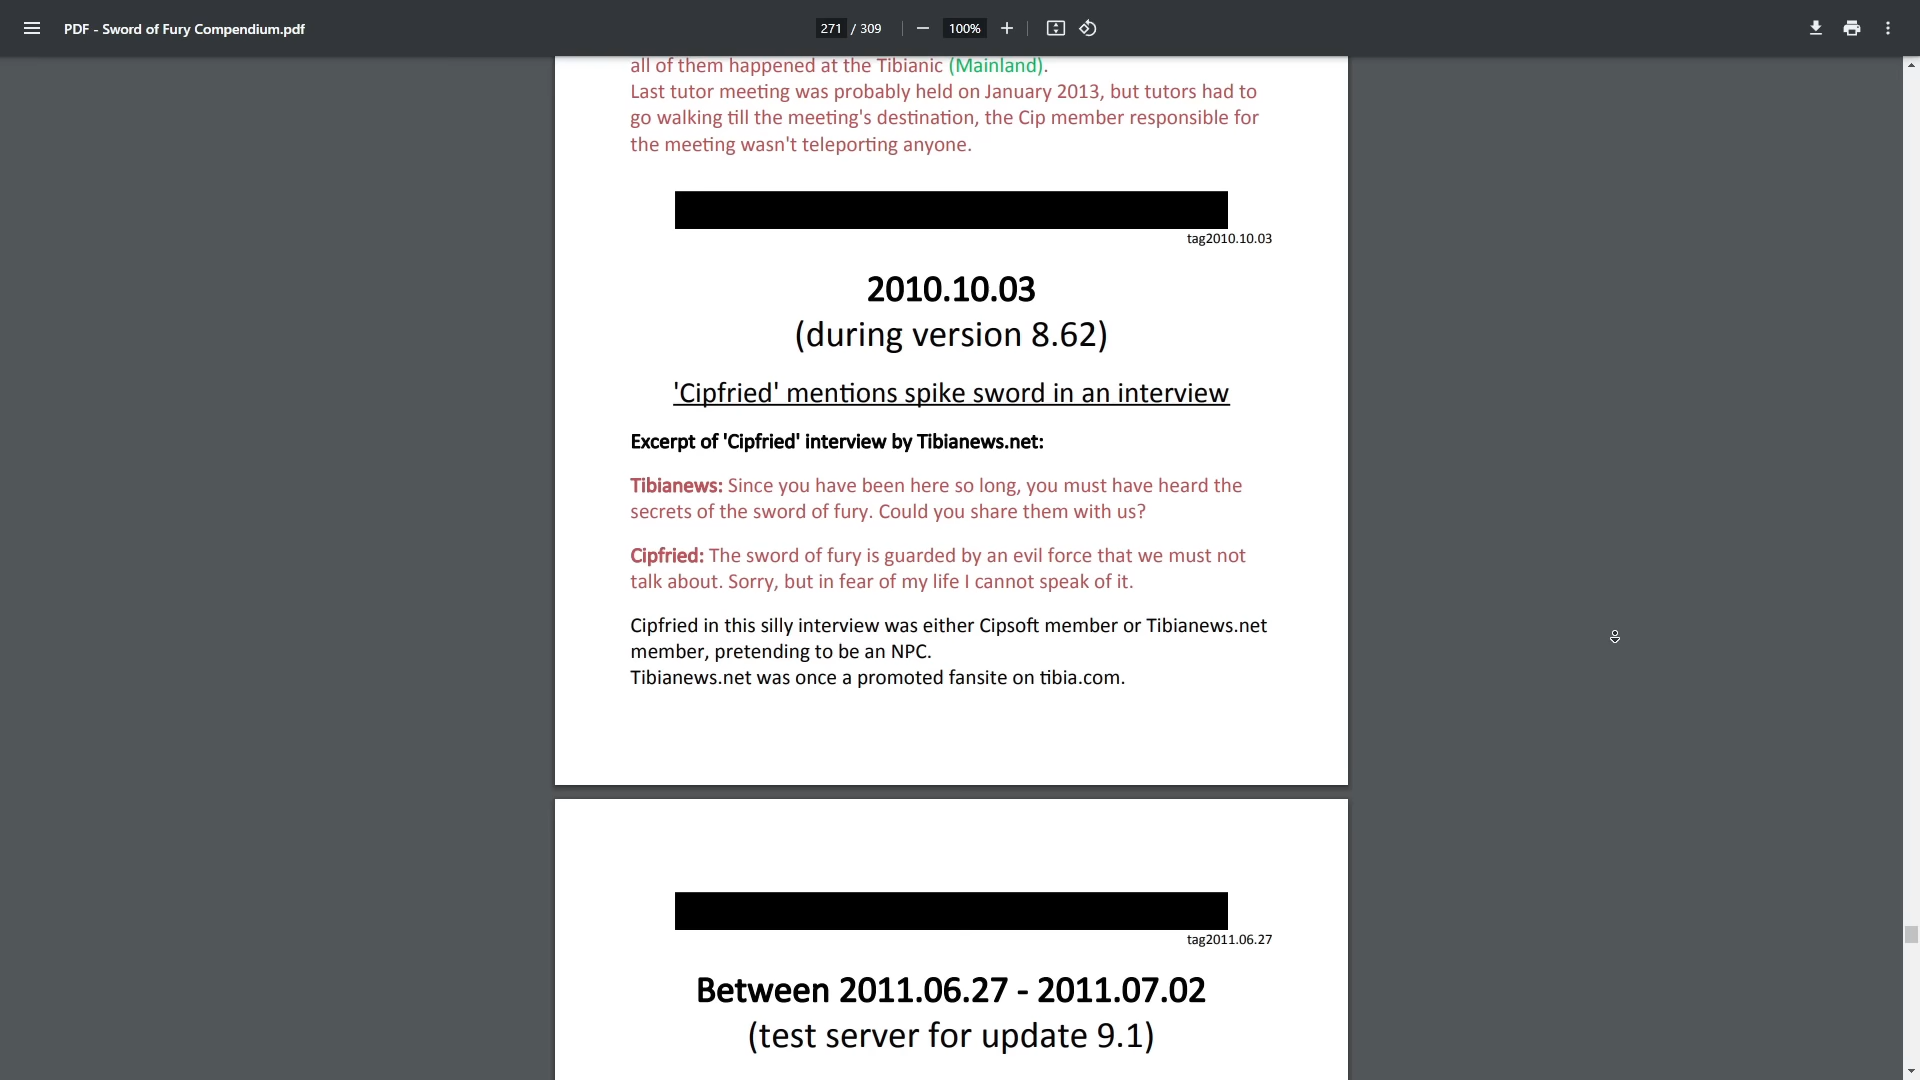 PDF - Sword of Fury Compendium.pdf
271 / 309
100%
all of them happened at the Tibianic (Mainland).
Last tutor meeting was probably held on January 2013, but tutors had to
go walking till the meeting's destination, the Cip member responsible for
the meeting wasn't teleporting anyone.
tag2010.10.03
2010.10.03
(during version 8.62)
'Cipfried' mentions spike sword in an interview
Excerpt of 'Cipfried' interview by Tibianews.net:
Tibianews: Since you have been here so long, you must have heard the
secrets of the sword of fury. Could you share them with us?
Cipfried: The sword of fury is guarded by an evil force that we must not
talk about. Sorry, but in fear of my life I cannot speak of it.
Cipfried in this silly interview was either Cipsoft member or Tibianews.net
member, pretending to be an NPC.
Tibianews.net was once a promoted fansite on tibia.com.
tag2011.06.27
Between 2011.06.27 - 2011.07.02
(test server for update 9.1)